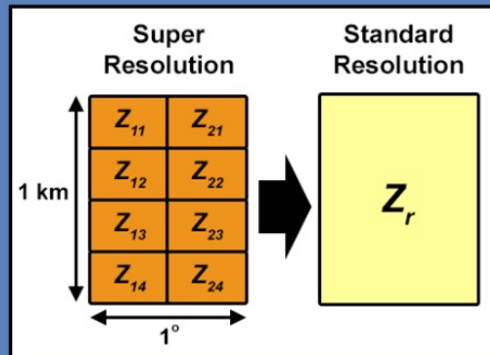 Super
Resolution
Standard
Resolution
1 km
Z11 Z21
Z12 Z22
Z13 Z23
Z14 Z24
Zr
1°